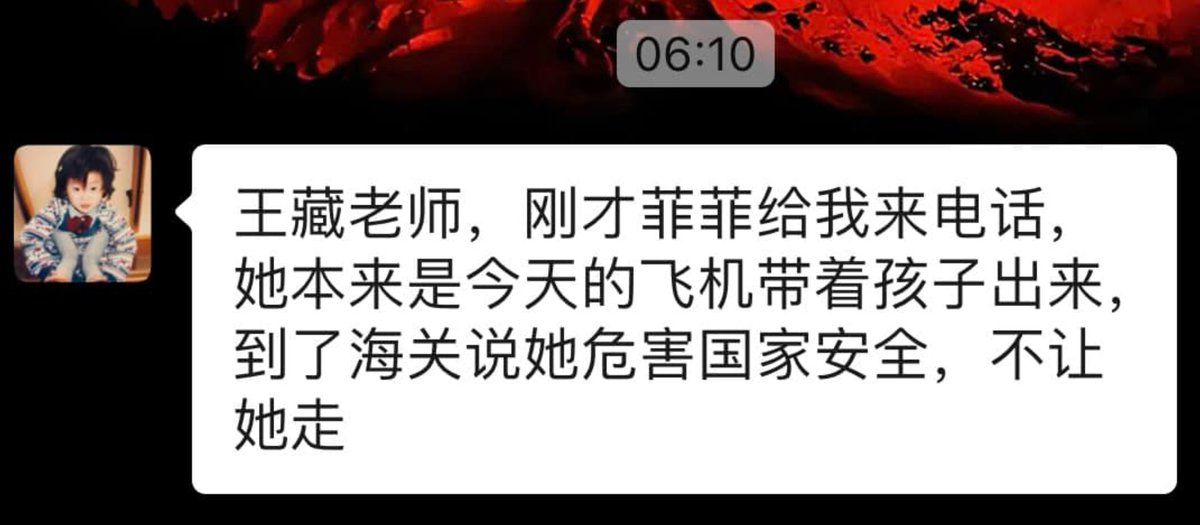 06:10
王藏老师，刚才菲菲给我来电话，
她本来是今天的飞机带着孩子出来，
到了海关说她危害国家安全，不让
她走